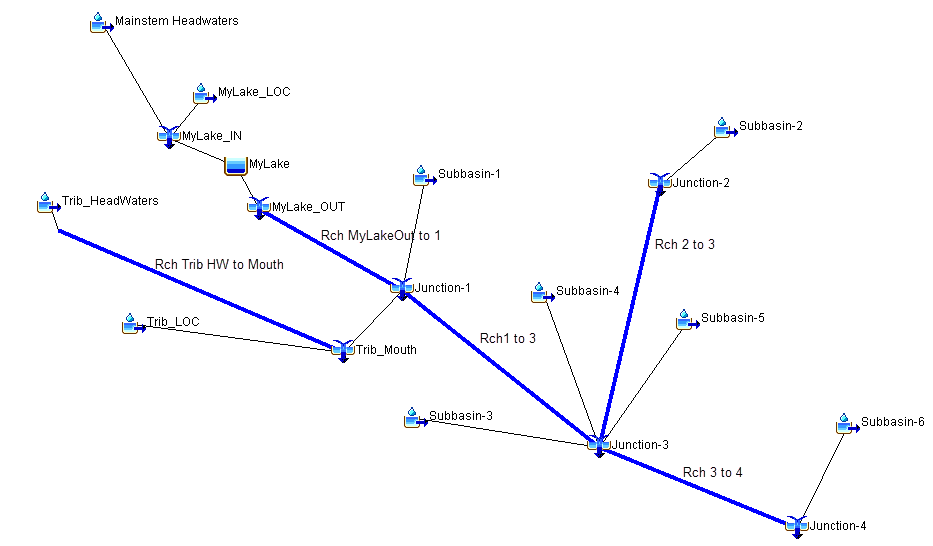 Mainstem Headwaters
MyLake_LOC
Subbasin-2
MyLake_IN
MyLake
Subbasin-1
Junction-2
Trib_HeadWaters
MyLake_OUT
Rch MyLakeOut to 1
Rch 2 to 3
Rch Trib HW to Mouth
Junction-1
Subbasin-4
Subbasin-5
Trib_LOC
Rch1 to 3
Trib_Mouth
Subbasin-3
Subbasin-6
Junction-3
Rch 3 to 4
Junction-4